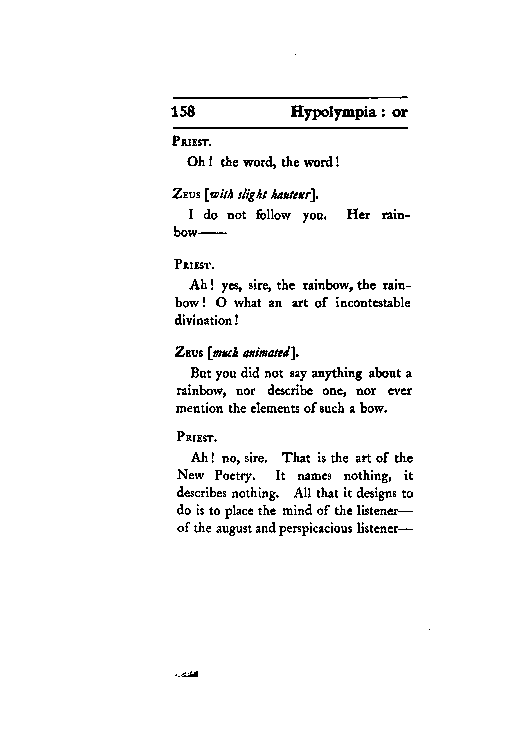 158 Hypolympia : or
PRIEST.
Oh ! the word, the word !
ZEUS [with slight hauteur].
I do not follow you. Her rain-
bow——
PRIEST.
Ah ! yes, sire, the rainbow, the rain-
bow ! O what an art of incontestable
divination !
ZEUS [much animated].
But you did not say anything about a
rainbow, nor describe one, nor ever
mention the elements of such a bow.
PRIEST.
Ah ! no, sire. That is the art of the
New Poetry. It names nothing, it
describes nothing. All that it designs to
do is to place the mind of the listener—
of the august and perspicacious listener—